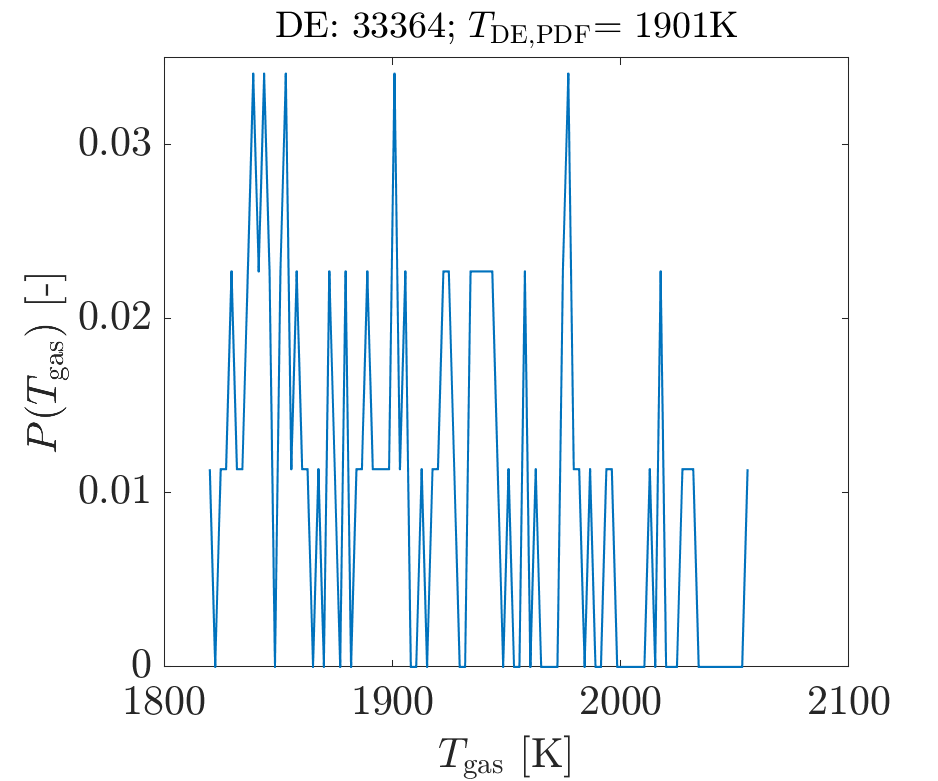 DE: 33364; T_DE,PDF= 1901K
0.03
0.02
0.01
0
1800 1900 2000 2100
P(T_gas) [-]
T_gas [K]